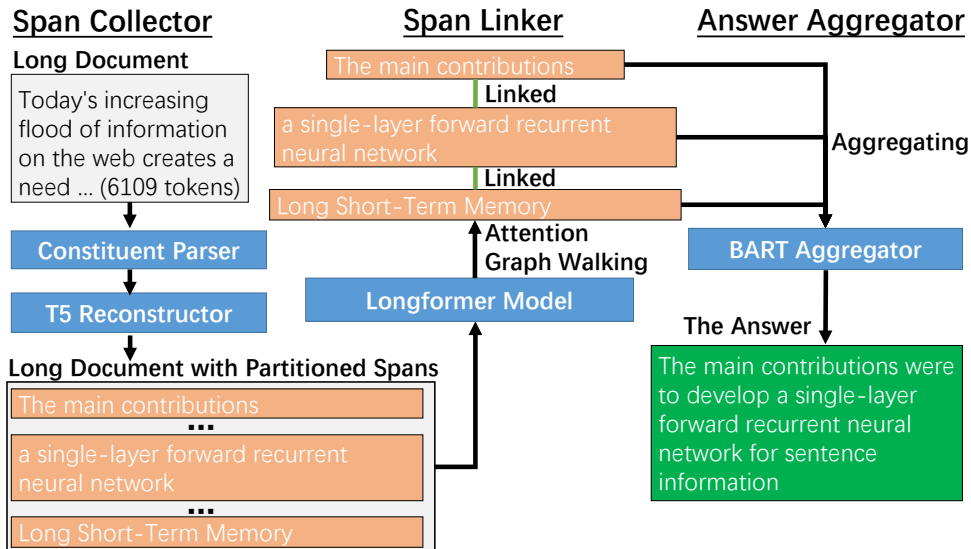 Span Collector
Long Document
Today's increasing
flood of information
on the web creates a
need ... (6109 tokens)
Constituent Parser
T5 Reconstructor
Long Document with Partitioned Spans
The main contributions
...
a single-layer forward recurrent
neural network
...
Long Short-Term Memory
Span Linker
The main contributions
Linked
a single-layer forward recurrent
neural network
Linked
Long Short-Term Memory
Attention
Graph Walking
Longformer Model
Answer Aggregator
Aggregating
BART Aggregator
The Answer
The main contributions were
to develop a single-layer
forward recurrent neural
network for sentence
information